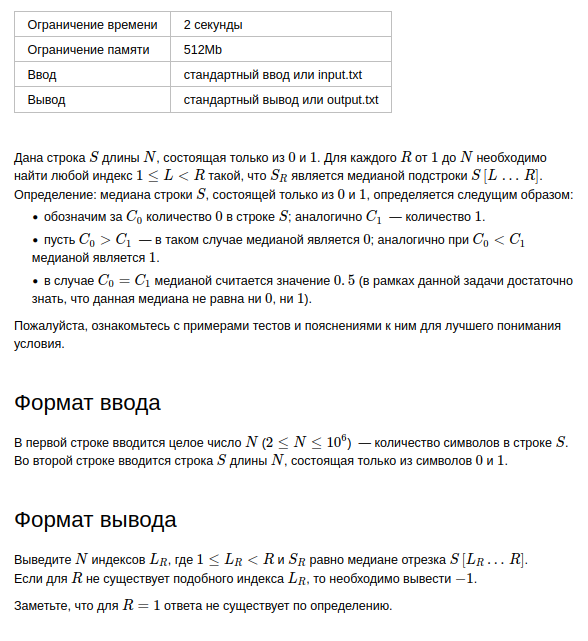 Ограничение времени 2 секунды
Ограничение памяти 512Mb
Ввод стандартный ввод или input.txt
Вывод стандартный вывод или output.txt
Дана строка S длины N, состоящая только из 0 и 1. Для каждого R от 1 до N необходимо
найти любой индекс 1 ≤ L < R такой, что S_R является медианой подстроки S [L … R].
Определение: медиана строки S, состоящей только из 0 и 1, определяется следущим образом:
• обозначим за C_0 количество 0 в строке S; аналогично C_1 — количество 1.
• пусть C_0 > C_1 — в таком случае медианой является 0; аналогично при C_0 < C_1
медианой является 1.
• в случае C_0 = C_1 медианой считается значение 0.5 (в рамках данной задачи достаточно
знать, что данная медиана не равна ни 0, ни 1).
Пожалуйста, ознакомьтесь с примерами тестов и пояснениями к ним для лучшего понимания
условия.
Формат ввода
В первой строке вводится целое число N (2 ≤ N ≤ 10^6) — количество символов в строке S.
Во второй строке вводится строка S длины N, состоящая только из символов 0 и 1.
Формат вывода
Выведите N индексов L_R, где 1 ≤ L_R < R и S_R равно медиане отрезка S [L_R … R].
Если для R не существует подобного индекса L_R, то необходимо вывести −1.
Заметьте, что для R = 1 ответа не существует по определению.